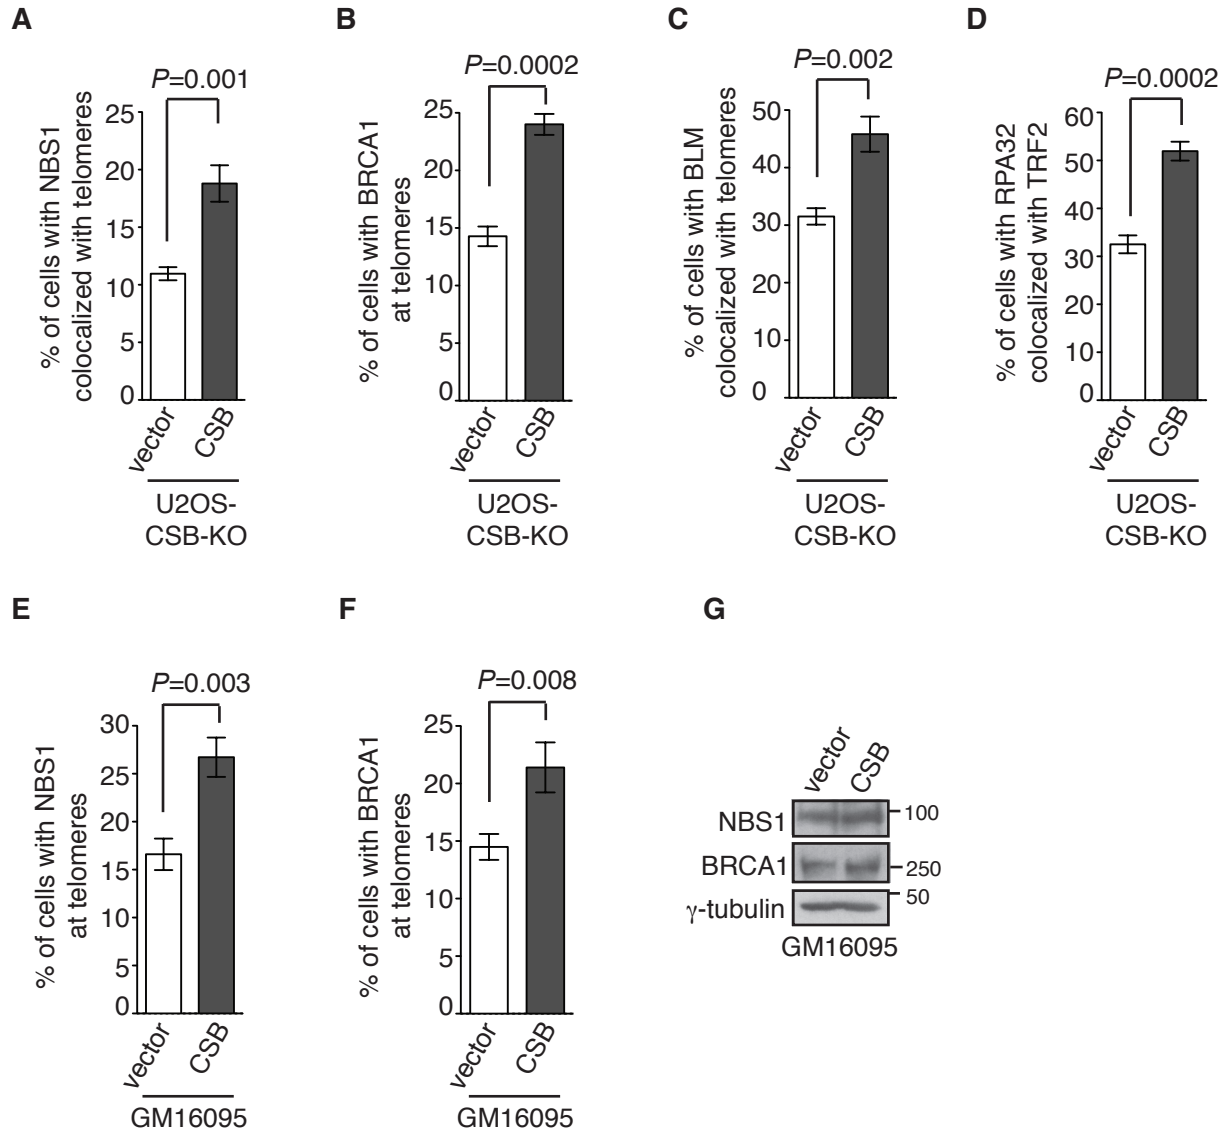 A
P=0.001
% of cells with NBS1
colocalized with telomeres
25
20
15
10
5
0
vector
CSB
U2OS-
CSB-KO
B
P=0.0002
% of cells with BRCA1
at telomeres
25
20
15
10
5
0
vector
CSB
U2OS-
CSB-KO
C
P=0.002
% of cells with BLM
colocalized with telomeres
50
40
30
20
10
0
vector
CSB
U2OS-
CSB-KO
D
P=0.0002
% of cells with RPA32
colocalized with TRF2
60
50
40
30
20
10
0
vector
CSB
U2OS-
CSB-KO
E
P=0.003
% of cells with NBS1
at telomeres
30
25
20
15
10
5
0
vector
CSB
GM16095
F
P=0.008
% of cells with BRCA1
at telomeres
25
20
15
10
5
0
vector
CSB
GM16095
G
vector
CSB
NBS1
100
BRCA1
250
50
γ-tubulin
GM16095